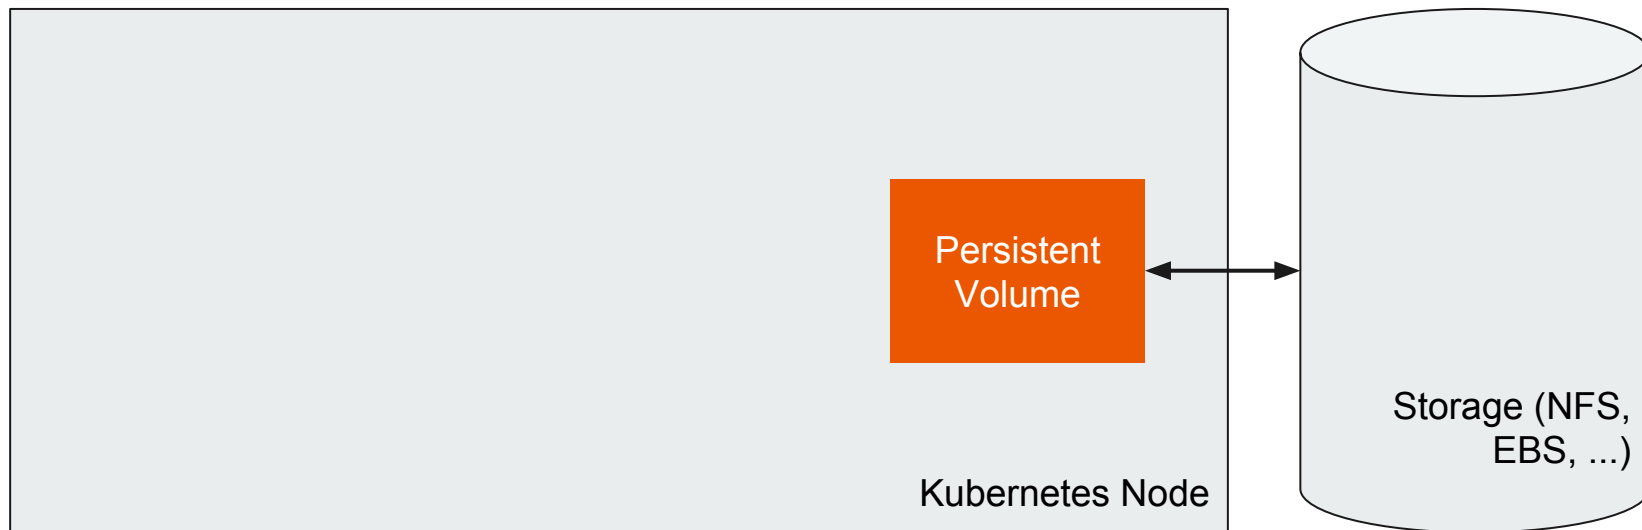 Persistent
Volume
Storage (NFS,
EBS, ...)
Kubernetes Node